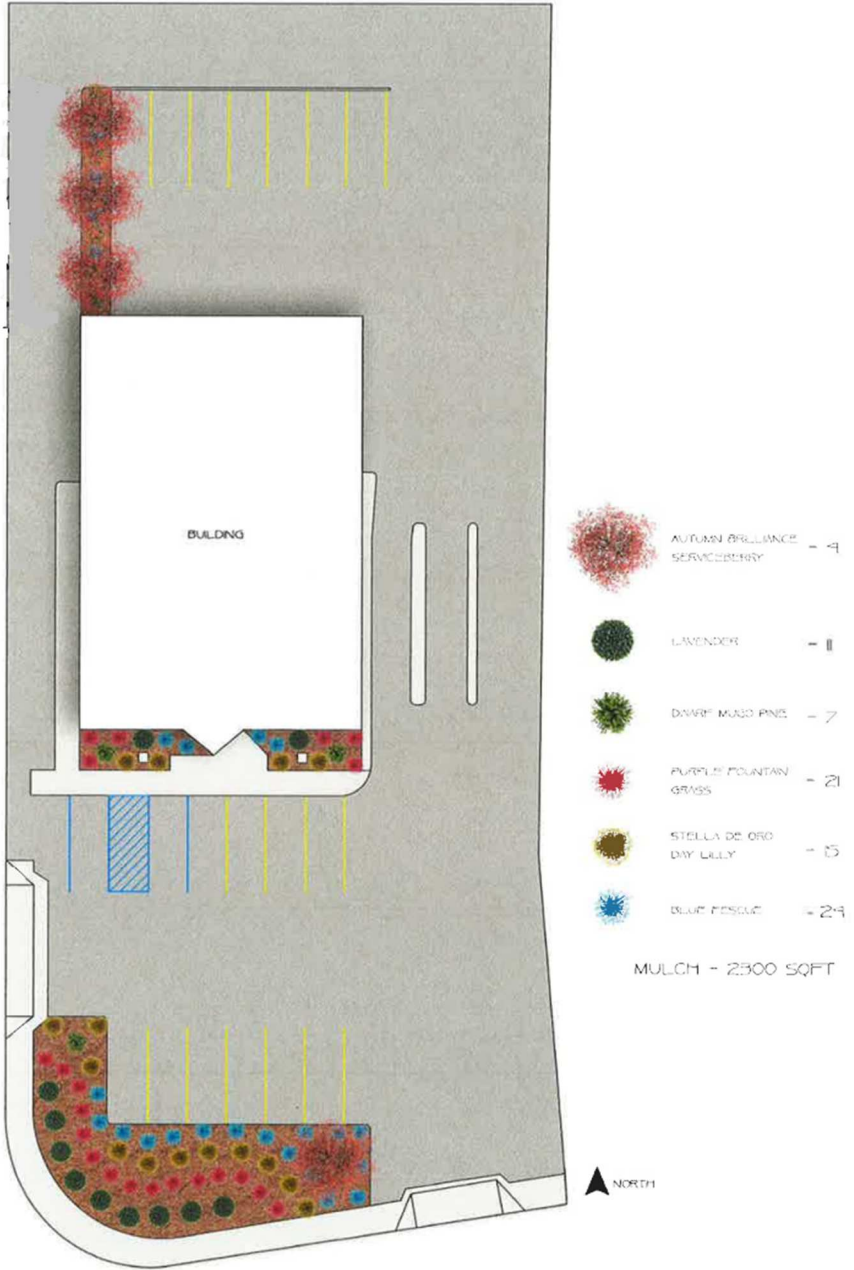 BUILDING
AUTUMN BRILLIANCE
SERVICEBERRY - 4
LAVENDER - 11
DWARF MUGO PINE - 7
PURPLE FOUNTAIN
GRASS - 21
STELLA DE ORO
DAY LILLY - 15
BLUE FESCUE - 24
MULCH - 2300 SQFT
NORTH